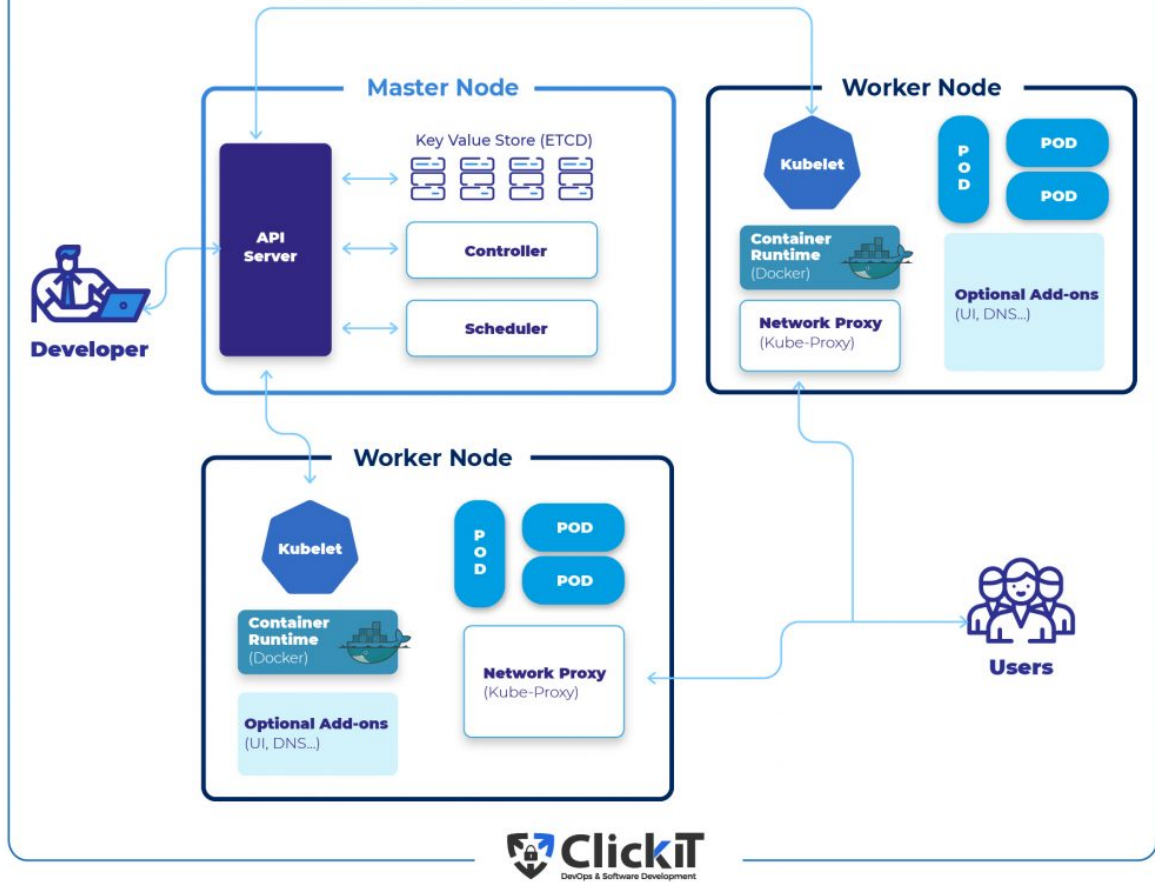 Master Node
Key Value Store (ETCD)
API
Server
Controller
Scheduler
Developer
Worker Node
Kubelet
P
O
D
POD
POD
Container
Runtime
(Docker)
Network Proxy
(Kube-Proxy)
Optional Add-ons
(UI, DNS...)
Worker Node
Kubelet
P
O
D
POD
POD
Container
Runtime
(Docker)
Optional Add-ons
(UI, DNS...)
Network Proxy
(Kube-Proxy)
Users
ClickiT
DevOps & Software Development